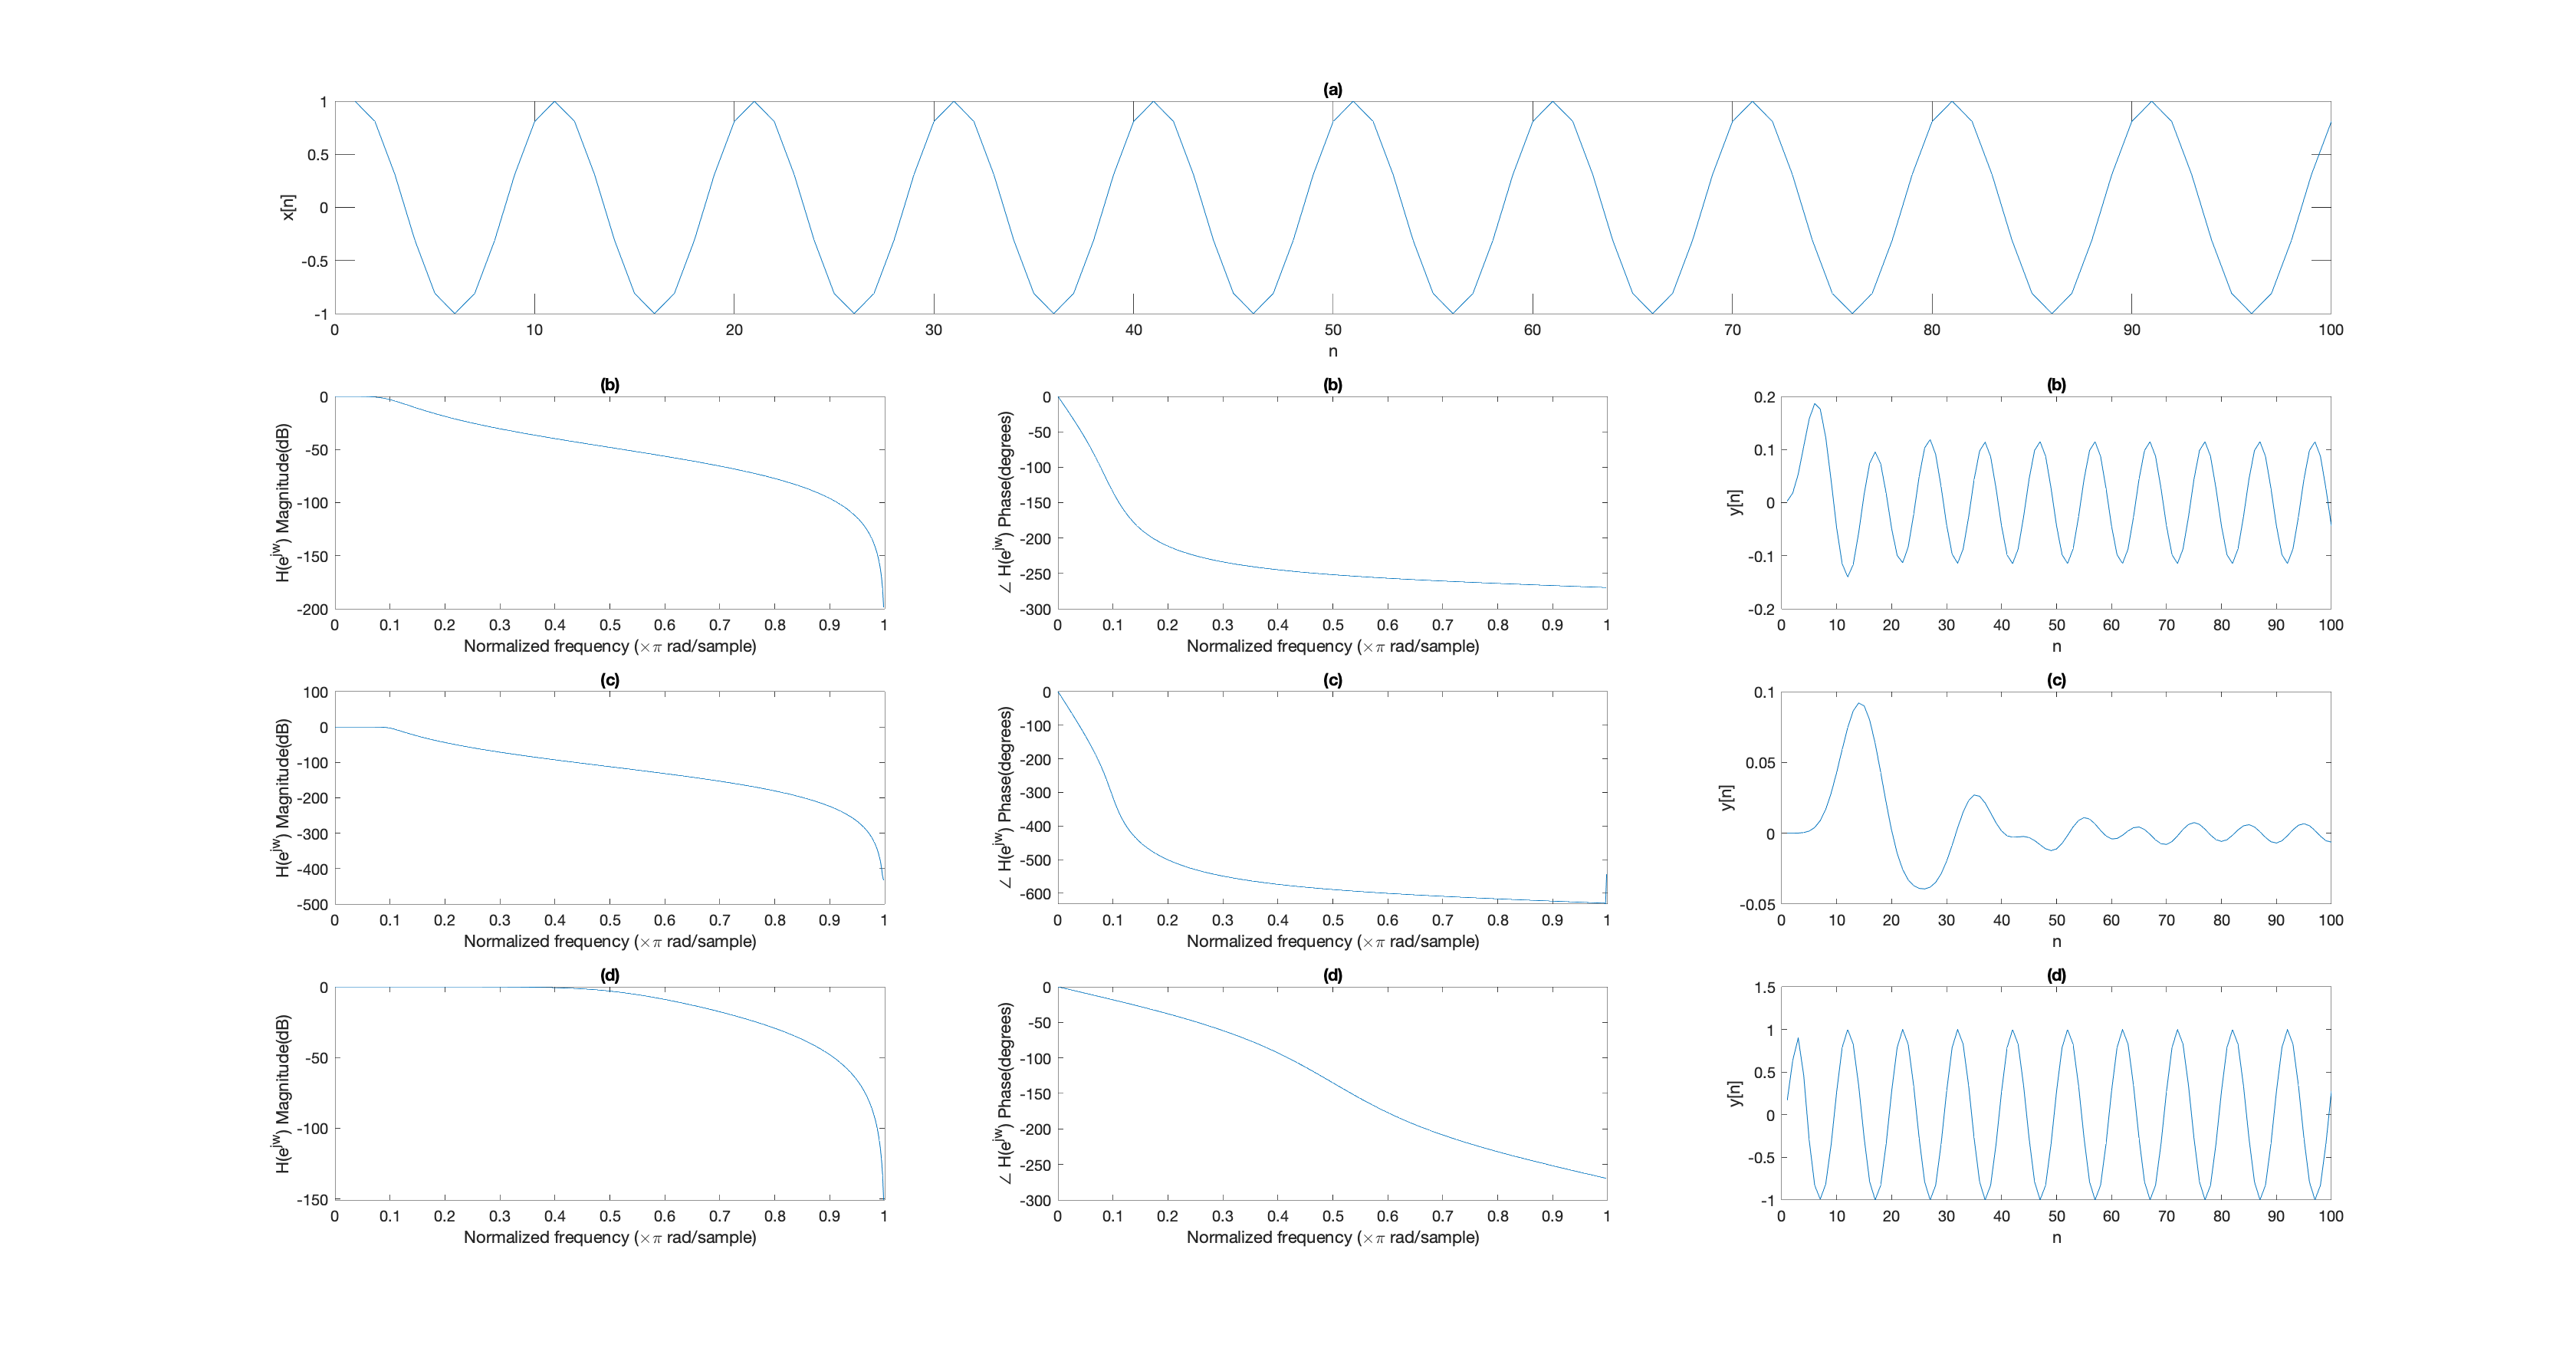 (a)
1
0.5
0
-0.5
-1
x[n]
0 10 20 30 40 50 60 70 80 90 100
n
(b)
0
-50
-100
-150
-200
H(e^jw) Magnitude(dB)
0 0.1 0.2 0.3 0.4 0.5 0.6 0.7 0.8 0.9 1
Normalized frequency (×π rad/sample)
(b)
0
-50
-100
-150
-200
-250
-300
∠ H(e^jw) Phase(degrees)
0 0.1 0.2 0.3 0.4 0.5 0.6 0.7 0.8 0.9 1
Normalized frequency (×π rad/sample)
(b)
0.2
0.1
0
-0.1
-0.2
y[n]
0 10 20 30 40 50 60 70 80 90 100
n
(c)
100
0
-100
-200
-300
-400
-500
H(e^jw) Magnitude(dB)
0 0.1 0.2 0.3 0.4 0.5 0.6 0.7 0.8 0.9 1
Normalized frequency (×π rad/sample)
(c)
0
-100
-200
-300
-400
-500
-600
∠ H(e^jw) Phase(degrees)
0 0.1 0.2 0.3 0.4 0.5 0.6 0.7 0.8 0.9 1
Normalized frequency (×π rad/sample)
(c)
0.1
0.05
0
-0.05
y[n]
0 10 20 30 40 50 60 70 80 90 100
n
(d)
0
-50
-100
-150
H(e^jw) Magnitude(dB)
0 0.1 0.2 0.3 0.4 0.5 0.6 0.7 0.8 0.9 1
Normalized frequency (×π rad/sample)
(d)
0
-50
-100
-150
-200
-250
-300
∠ H(e^jw) Phase(degrees)
0 0.1 0.2 0.3 0.4 0.5 0.6 0.7 0.8 0.9 1
Normalized frequency (×π rad/sample)
(d)
1.5
1
0.5
0
-0.5
-1
y[n]
0 10 20 30 40 50 60 70 80 90 100
n